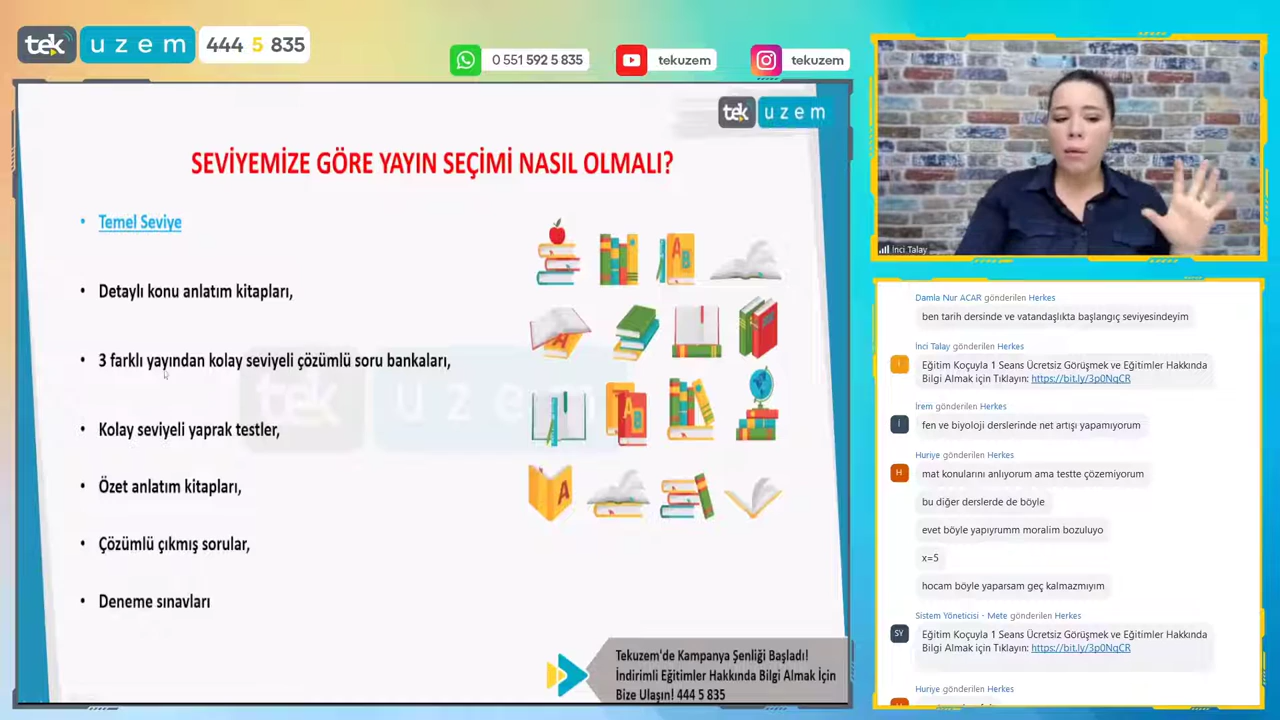 tek uzem 444 5 835
0 551 592 5 835
tekuzem
tekuzem
tek uzem
SEVİYEMİZE GÖRE YAYIN SEÇİMİ NASIL OLMALI?
• Temel Seviye
• Detaylı konu anlatım kitapları,
• 3 farklı yayından kolay seviyeli çözümlü soru bankaları,
• Kolay seviyeli yaprak testler,
• Özet anlatım kitapları,
• Çözümlü çıkmış sorular,
• Deneme sınavları
tek uzem
Tekuzem'de Kampanya Şenliği Başladı!
İndirimli Eğitimler Hakkında Bilgi Almak İçin
Bize Ulaşın! 444 5 835
İnci Talay
Damla Nur ACAR gönderilen Herkes
ben tarih dersinde ve vatandaşlıkta başlangıç seviyesindeyim
İnci Talay gönderilen Herkes
İ
Eğitim Koçuyla 1 Seans Ücretsiz Görüşmek ve Eğitimler Hakkında
Bilgi Almak için Tıklayın: https://bit.ly/3p0NqCR
İrem gönderilen Herkes
İ
fen ve biyoloji derslerinde net artışı yapamıyorum
Huriye gönderilen Herkes
H
mat konularını anlıyorum ama testte çözemiyorum
bu diğer derslerde de böyle
evet böyle yapıyrumm moralim bozuluyo
x=5
hocam böyle yaparsam geç kalmazmıyım
Sistem Yöneticisi - Mete gönderilen Herkes
SY
Eğitim Koçuyla 1 Seans Ücretsiz Görüşmek ve Eğitimler Hakkında
Bilgi Almak için Tıklayın: https://bit.ly/3p0NqCR
Huriye gönderilen Herkes